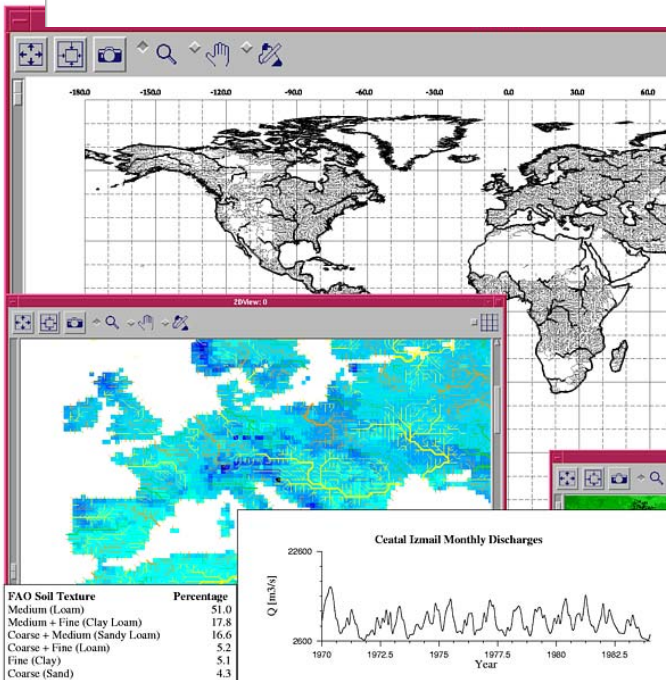 -180.0 -150.0 -120.0 -90.0 -60.0 -30.0 0.0 30.0 60.0
2DView: 0
Ceatal Izmail Monthly Discharges
22600
Q [m3/s]
2600
1970 1972.5 1975 1977.5 1980 1982.5
Year
FAO Soil Texture Percentage
Medium (Loam) 51.0
Medium + Fine (Clay Loam) 17.8
Coarse + Medium (Sandy Loam) 16.6
Coarse + Fine (Loam) 5.2
Fine (Clay) 5.1
Coarse (Sand) 4.3